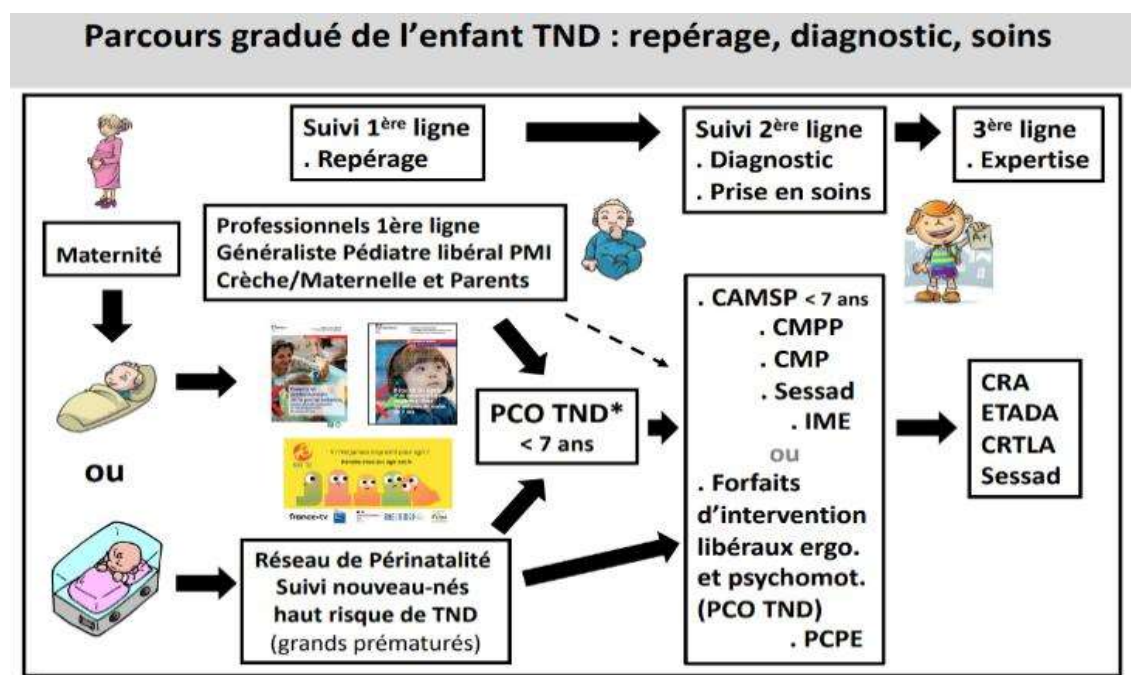 Parcours gradué de l'enfant TND : repérage, diagnostic, soins
Suivi 1ère ligne
. Repérage
Suivi 2ère ligne
. Diagnostic
. Prise en soins
3ère ligne
. Expertise
Maternité
Professionnels 1ère ligne
Généraliste Pédiatre libéral PMI
Crèche/Maternelle et Parents
A+
ou
PCO TND*
< 7 ans
france•tv
Réseau de Périnatalité
Suivi nouveau-nés
haut risque de TND
(grands prématurés)
. CAMSP < 7 ans
. CMPP
. CMP
. Sessad
. IME
ou
. Forfaits
d'intervention
libéraux ergo.
et psychomot.
(PCO TND)
. PCPE
CRA
ETADA
CRTLA
Sessad